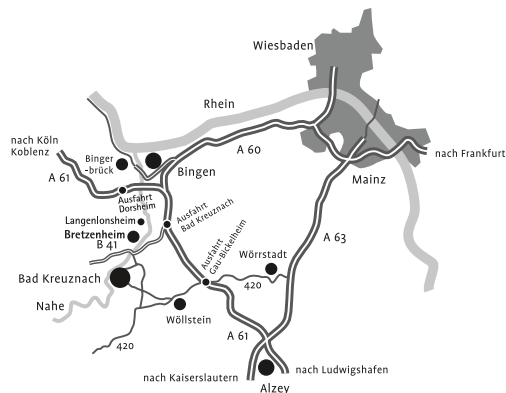 Wiesbaden
Rhein
nach Köln
Koblenz
A 60
nach Frankfurt
Binger
-brück
Bingen
Mainz
A 61
Ausfahrt
Dorsheim
Ausfahrt
Bad Kreuznach
Langenlonsheim
Bretzenheim
B 41
A 63
Ausfahrt
Gau-Bickelheim
Wörrstadt
Bad Kreuznach
420
Nahe
Wöllstein
A 61
420
nach Kaiserslautern
nach Ludwigshafen
Alzey